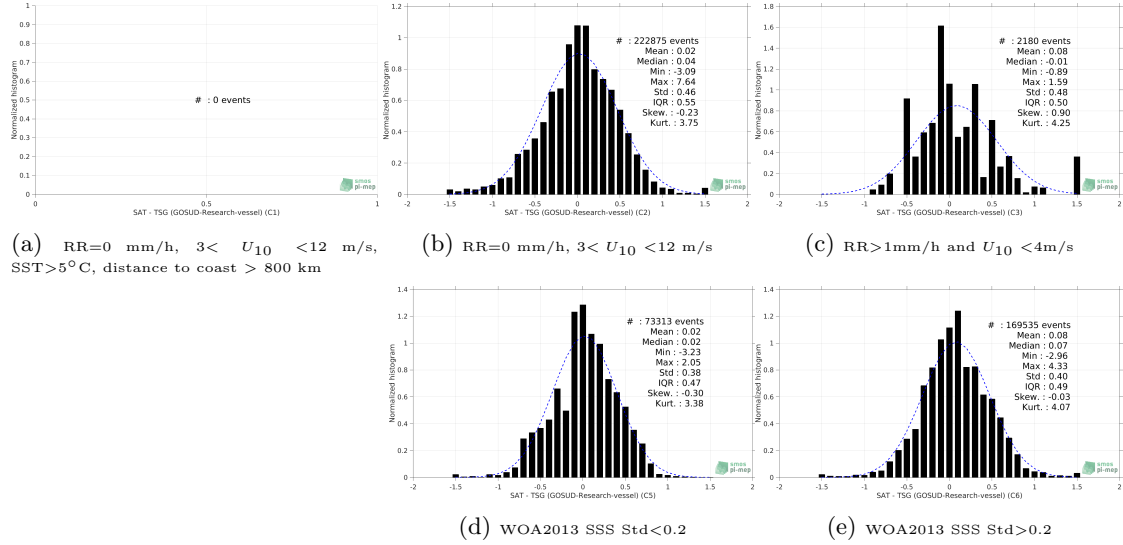 1
0.9
0.8
0.7
0.6
0.5
0.4
0.3
0.2
0.1
0
0
0.5
1
Normalized histogram
# : 0 events
SAT - TSG (GOSUD-Research-vessel) (C1)
smos
pi-mep
(a) RR=0 mm/h, 3< U10 <12 m/s,
SST>5°C, distance to coast > 800 km
1.2
1
0.8
0.6
0.4
0.2
0
-2
-1.5
-1
-0.5
0
0.5
1
1.5
2
Normalized histogram
# : 222875 events
Mean : 0.02
Median : 0.04
Min : -3.09
Max : 7.64
Std : 0.46
IQR : 0.55
Skew. : -0.23
Kurt. : 3.75
SAT - TSG (GOSUD-Research-vessel) (C2)
smos
pi-mep
(b) RR=0 mm/h, 3< U10 <12 m/s
1.8
1.6
1.4
1.2
1
0.8
0.6
0.4
0.2
0
-2
-1.5
-1
-0.5
0
0.5
1
1.5
2
Normalized histogram
# : 2180 events
Mean : 0.08
Median : -0.01
Min : -0.89
Max : 1.59
Std : 0.48
IQR : 0.50
Skew. : 0.90
Kurt. : 4.25
SAT - TSG (GOSUD-Research-vessel) (C3)
smos
pi-mep
(c) RR>1mm/h and U10 <4m/s
1.4
1.2
1
0.8
0.6
0.4
0.2
0
-2
-1.5
-1
-0.5
0
0.5
1
1.5
2
Normalized histogram
# : 73313 events
Mean : 0.02
Median : 0.02
Min : -3.23
Max : 2.05
Std : 0.38
IQR : 0.47
Skew. : -0.30
Kurt. : 3.38
SAT - TSG (GOSUD-Research-vessel) (C5)
smos
pi-mep
(d) WOA2013 SSS Std<0.2
1.4
1.2
1
0.8
0.6
0.4
0.2
0
-2
-1.5
-1
-0.5
0
0.5
1
1.5
2
Normalized histogram
# : 169535 events
Mean : 0.08
Median : 0.07
Min : -2.96
Max : 4.33
Std : 0.40
IQR : 0.49
Skew. : -0.03
Kurt. : 4.07
SAT - TSG (GOSUD-Research-vessel) (C6)
smos
pi-mep
(e) WOA2013 SSS Std>0.2